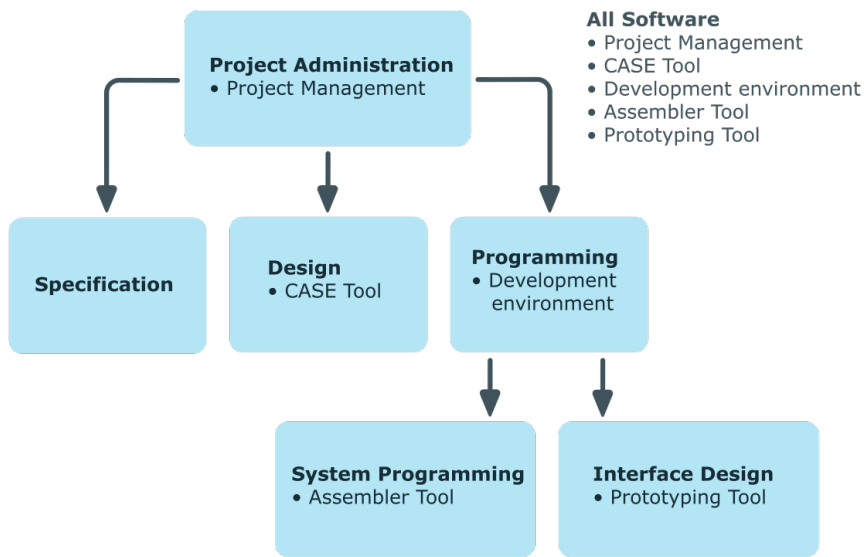 All Software
• Project Management
• CASE Tool
• Development environment
• Assembler Tool
• Prototyping Tool
Project Administration
• Project Management
Specification
Design
• CASE Tool
Programming
• Development
environment
System Programming
• Assembler Tool
Interface Design
• Prototyping Tool